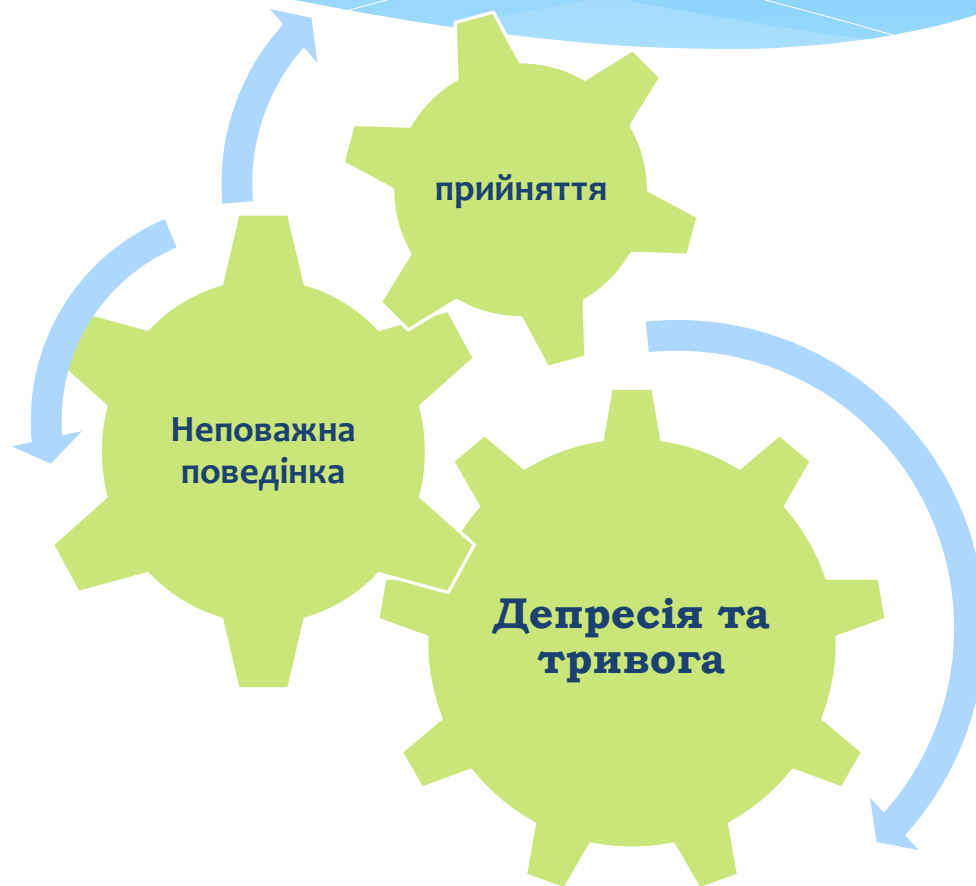 прийняття
Неповажна
поведінка
Депресія та
тривога